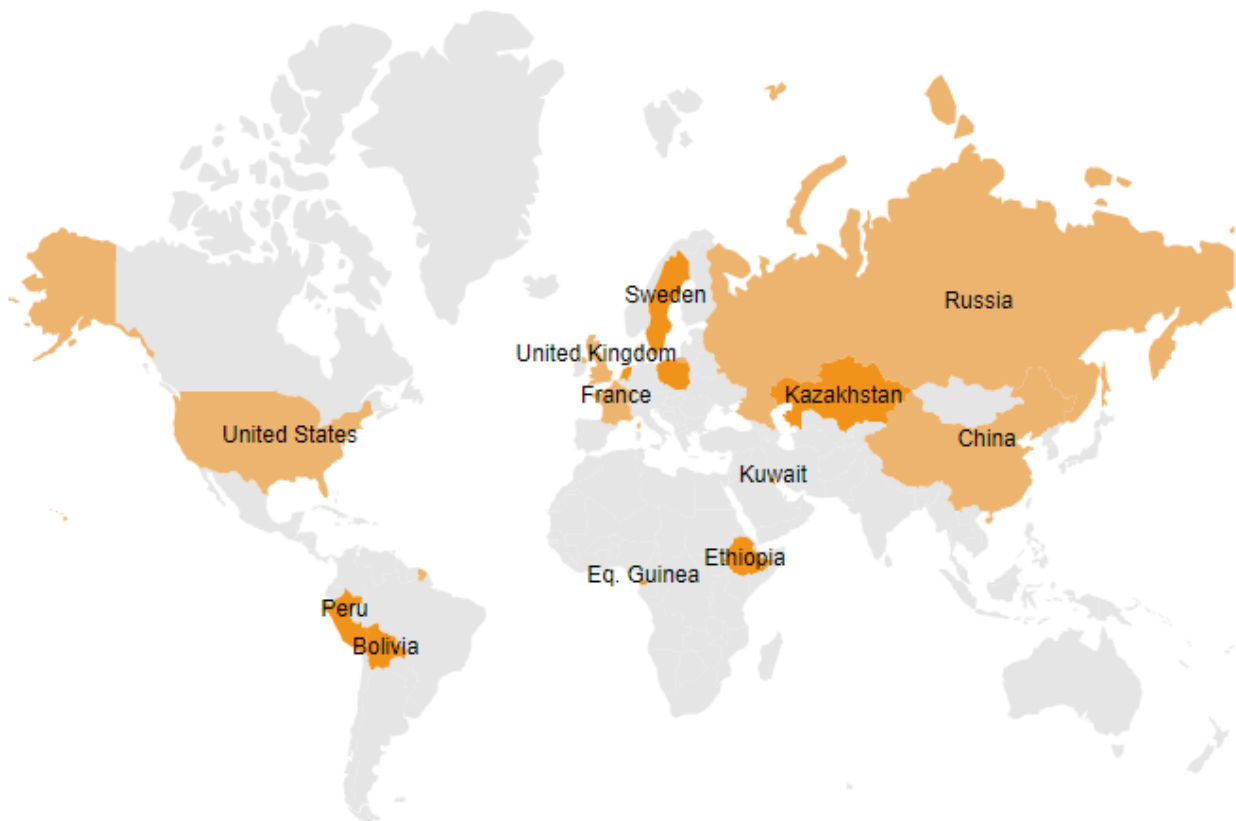 Sweden
Russia
United Kingdom
France
Kazakhstan
United States
China
Kuwait
Ethiopia
Eq. Guinea
Peru
Bolivia